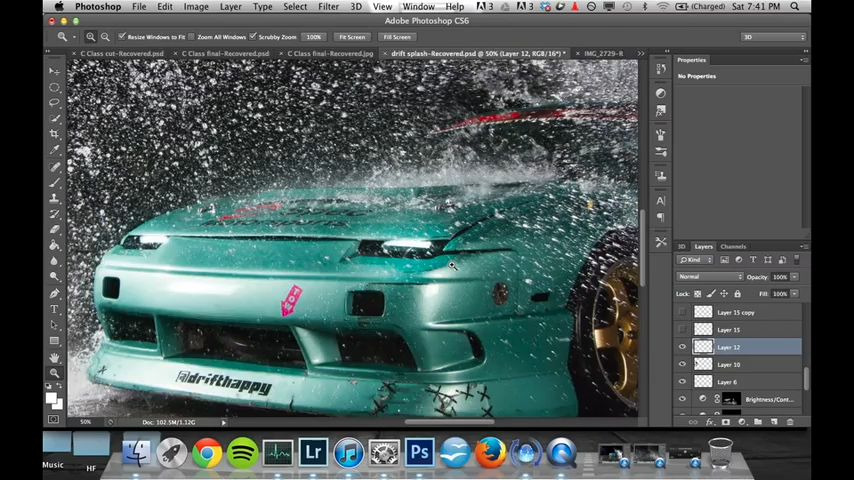 Photoshop File Edit Image Layer Type Select Filter 3D View Window Help
3 (Charged) Sat 7:41 PM
Adobe Photoshop CS6
Resize Windows to Fit Zoom All Windows Scrubby Zoom 100% Fit Screen Fill Screen 3D
C Class cut-Recovered.psd C Class final-Recovered.psd C Class final-Recovered.jpg drift splash-Recovered.psd @ 50% (Layer 12, RGB/16*) * IMG_2729-R
Properties
No Properties
drifthappy
3D Layers Channels
Kind
Normal Opacity: 100%
Lock: Fill: 100%
Layer 15 copy
Layer 15
Layer 12
Layer 10
Layer 6
Brightness/Cont...
50% Doc: 102.5M/1.12G
Music HF
Lr Ps